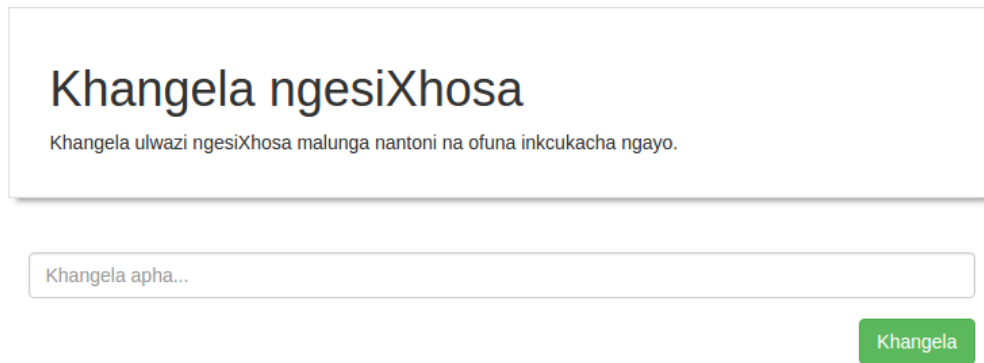 Khangela ngesiXhosa
Khangela ulwazi ngesiXhosa malunga nantoni na ofuna inkcukacha ngayo.
Khangela apha...
Khangela